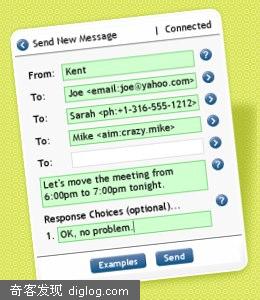 Send New Message
| Connected
From: Kent
To: Joe <email:joe@yahoo.com>
To: Sarah <ph:+1-316-555-1212>
To: Mike <aim:crazy.mike>
To:
Let's move the meeting from
6:00pm to 7:00pm tonight.
Response Choices (optional)...
1. OK, no problem.
Examples
Send
奇客发现 diglog.com